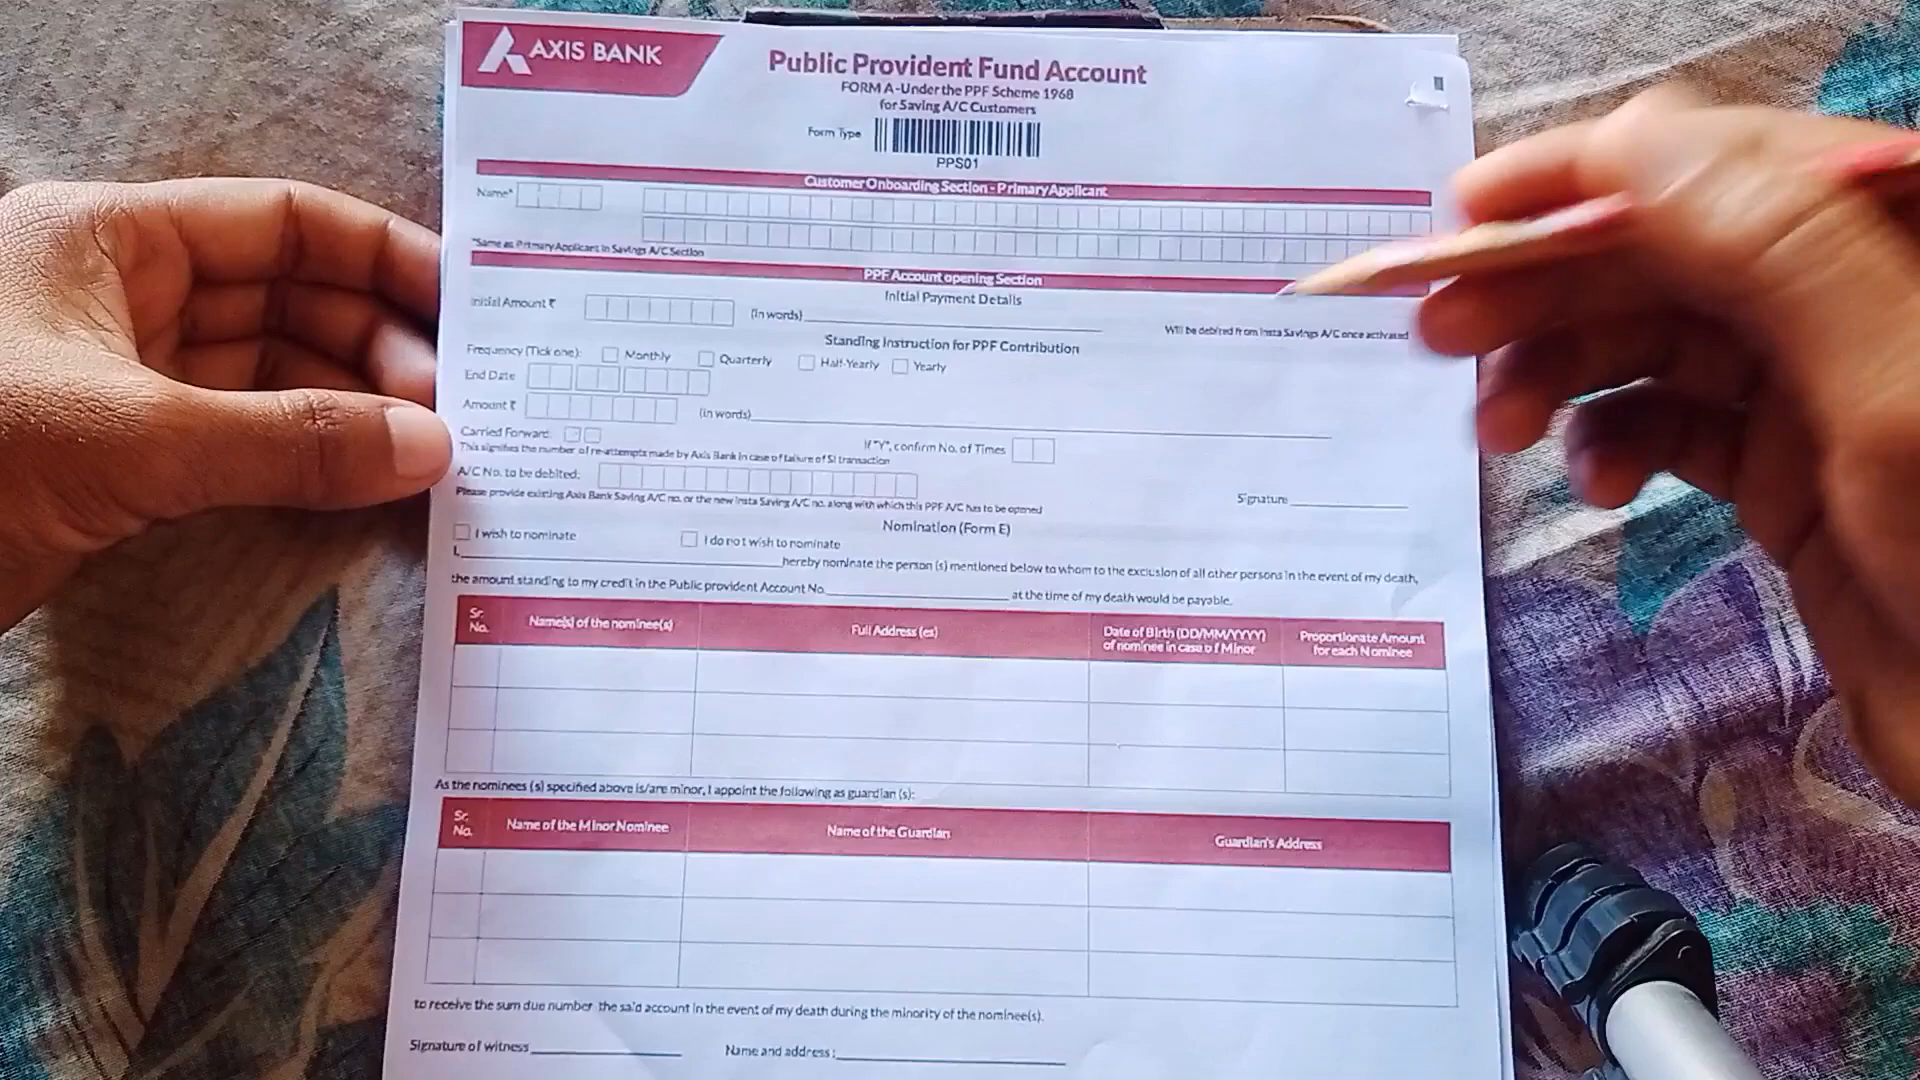 AXIS BANK
Public Provident Fund Account
FORM A-Under the PPF Scheme 1968
for Saving A/C Customers
Form Type
PPS01
Customer Onboarding Section - Primary Applicant
Name*
*Same as Primary Applicant in Savings A/C Section
PPF Account opening Section
Initial Payment Details
Initial Amount ₹ (in words)
Will be debited from Insta Savings A/C once activated
Standing Instruction for PPF Contribution
Frequency (Tick one): Monthly Quarterly Half-Yearly Yearly
End Date
Amount ₹ (in words)
Carried Forward: If "Y", confirm No. of Times
This signifies the number of re-attempts made by Axis Bank in case of failure of SI transaction
A/C No. to be debited:
Please provide existing Axis Bank Saving A/C no. or the new Insta Saving A/C no. along with which this PPF A/C has to be opened
Signature
Nomination (Form E)
I wish to nominate I do not wish to nominate
I, hereby nominate the person (s) mentioned below to whom to the exclusion of all other persons in the event of my death,
the amount standing to my credit in the Public provident Account No. at the time of my death would be payable.
Sr. No. Name(s) of the nominee(s) Full Address (es) Date of Birth (DD/MM/YYYY) of nominee in case of Minor Proportionate Amount for each Nominee
As the nominees (s) specified above is/are minor, I appoint the following as guardian (s):
Sr. No. Name of the Minor Nominee Name of the Guardian Guardian's Address
to receive the sum due number the said account in the event of my death during the minority of the nominee(s).
Signature of witness Name and address :